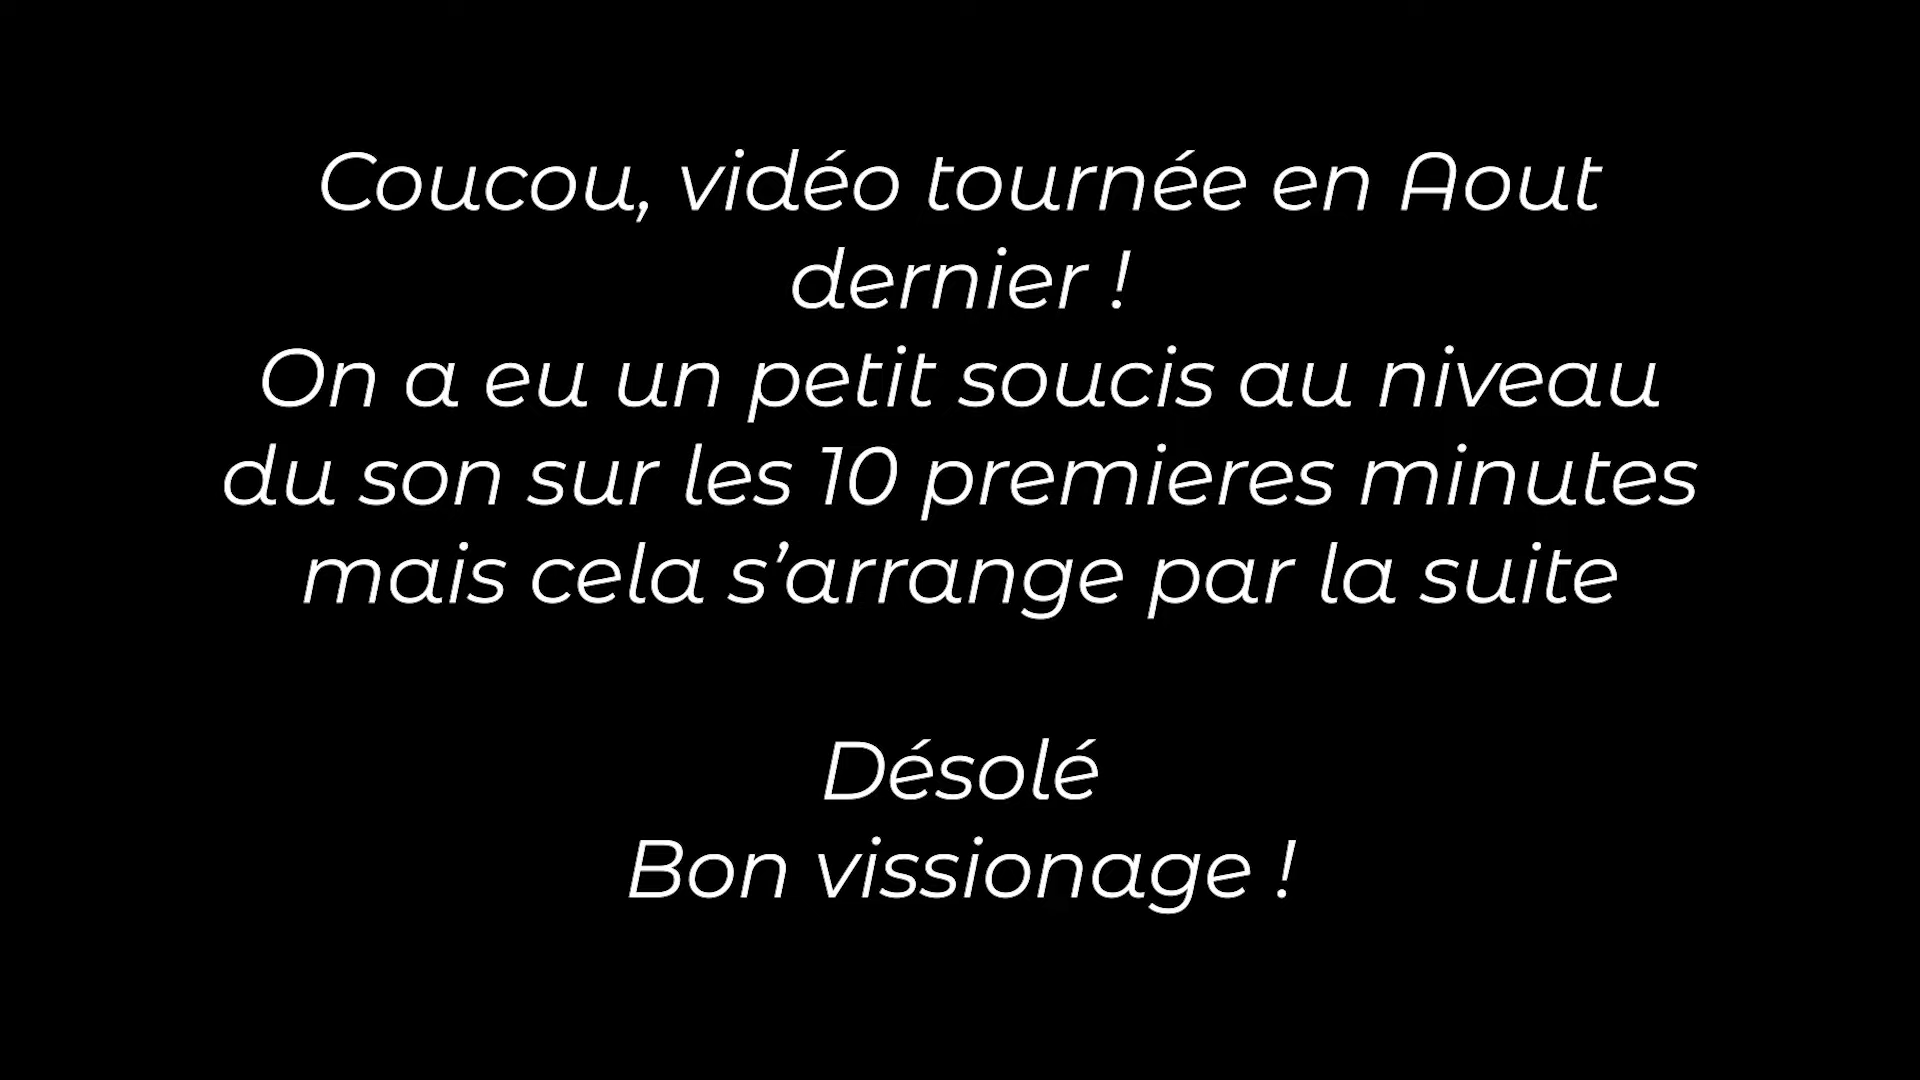 Coucou, vidéo tournée en Aout
dernier !
On a eu un petit soucis au niveau
du son sur les 10 premieres minutes
mais cela s’arrange par la suite
Désolé
Bon vissionage !